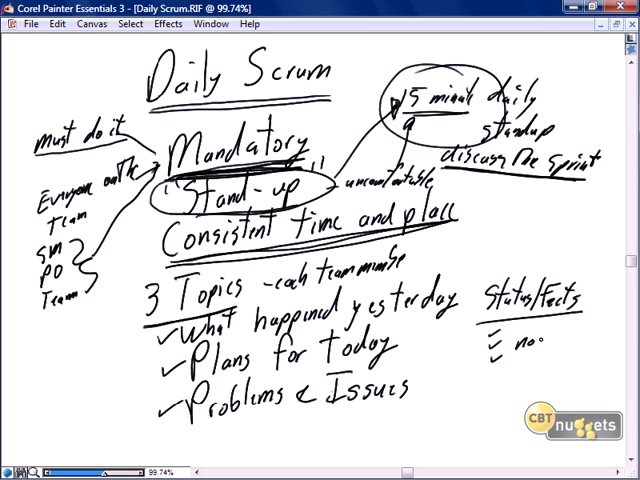 Corel Painter Essentials 3 - [Daily Scrum.RIF @ 99.74%]
File Edit Select Effects Window Help
Daily Scrum
15 minute daily
standup
discuss The sprint
must do it
Mandatory
Everyone on The
Team
SM
PO
Team
"Stand-up"
uncomfortable
Consistent time and place
3 Topics - each team
What happened yesterday
Plans for Today
Problems & Issues
Status/Facts
no
CBT nuggets
99.74%